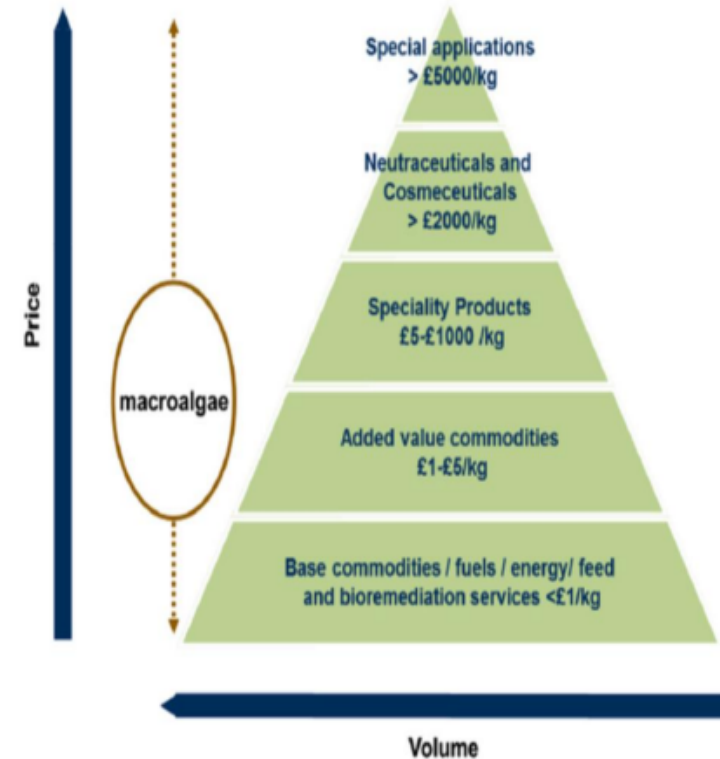 Special applications
> £5000/kg
Neutraceuticals and
Cosmeceuticals
> £2000/kg
Speciality Products
£5-£1000 /kg
Added value commodities
£1-£5/kg
Base commodities / fuels / energy/ feed
and bioremediation services <£1/kg
Price
macroalgae
Volume